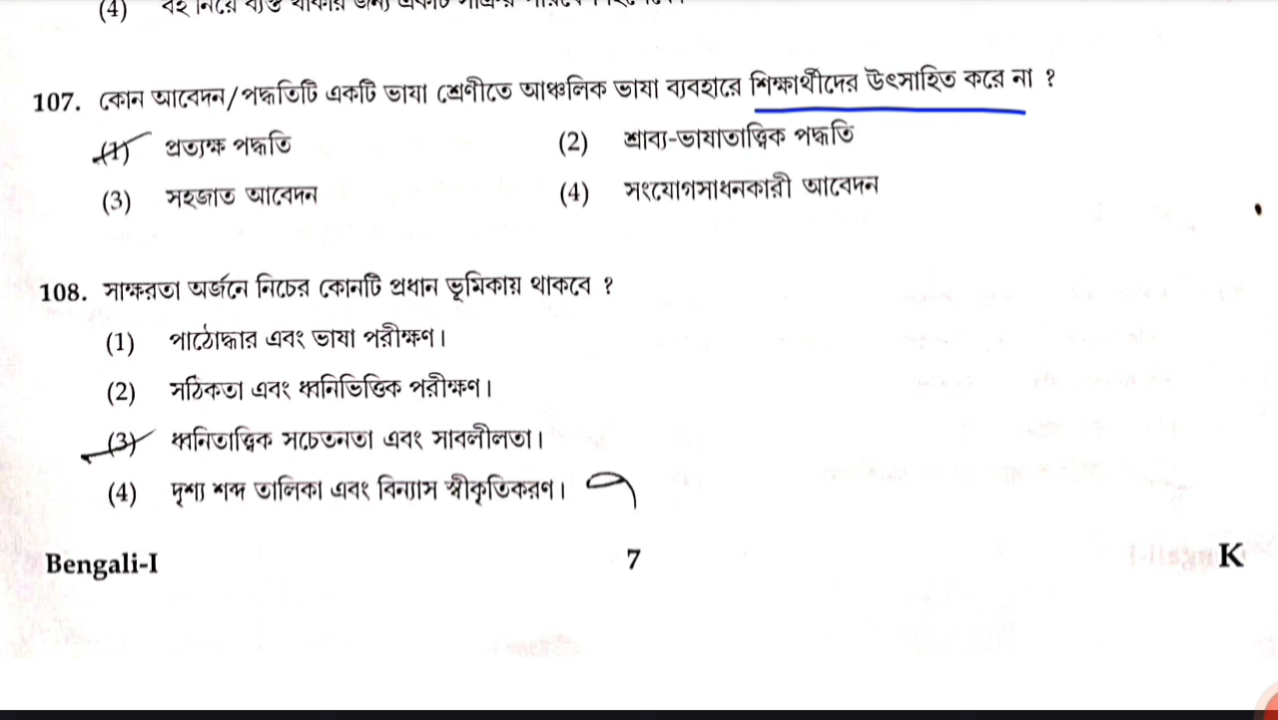 107. কোন আবেদন/পদ্ধতিটি একটি ভাষা শ্রেণীতে আঞ্চলিক ভাষা ব্যবহারে শিক্ষার্থীদের উৎসাহিত করে না ?
(1) প্রত্যক্ষ পদ্ধতি (2) শ্রাব্য-ভাষাতাত্ত্বিক পদ্ধতি
(3) সহজাত আবেদন (4) সংযোগসাধনকারী আবেদন
108. সাক্ষরতা অর্জনে নিচের কোনটি প্রধান ভূমিকায় থাকবে ?
(1) পাঠোদ্ধার এবং ভাষা পরীক্ষণ।
(2) সঠিকতা এবং ধ্বনিভিত্তিক পরীক্ষণ।
(3) ধ্বনিতাত্ত্বিক সচেতনতা এবং সাবলীলতা।
(4) দৃশ্য শব্দ তালিকা এবং বিন্যাস স্বীকৃতিকরণ।
Bengali-I 7 K